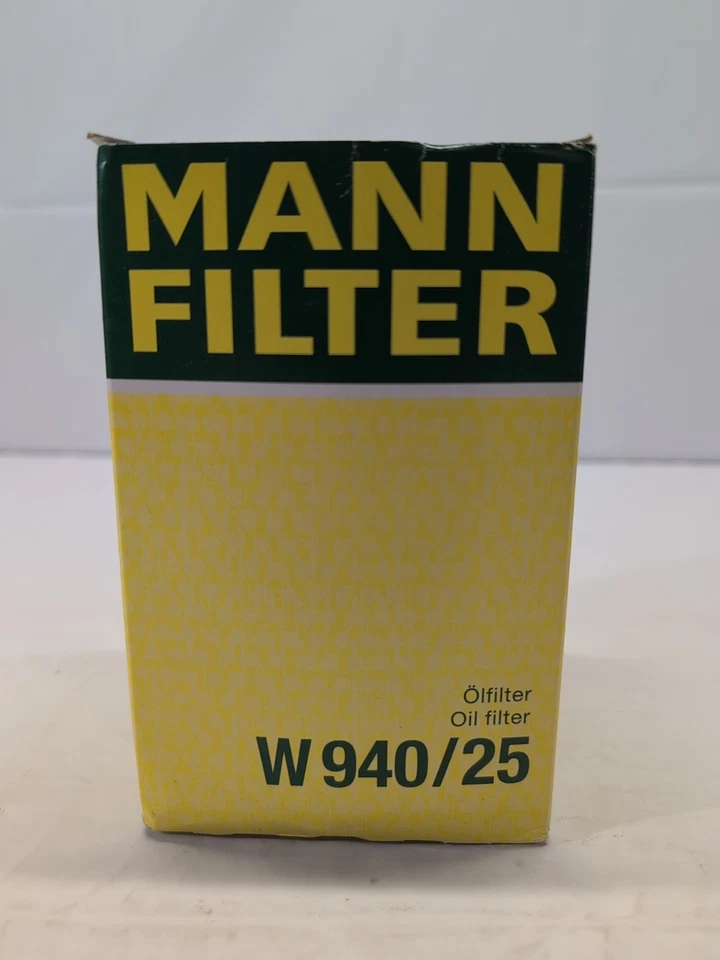 MANN
FILTER
Ölfilter
Oil filter
W 940/25